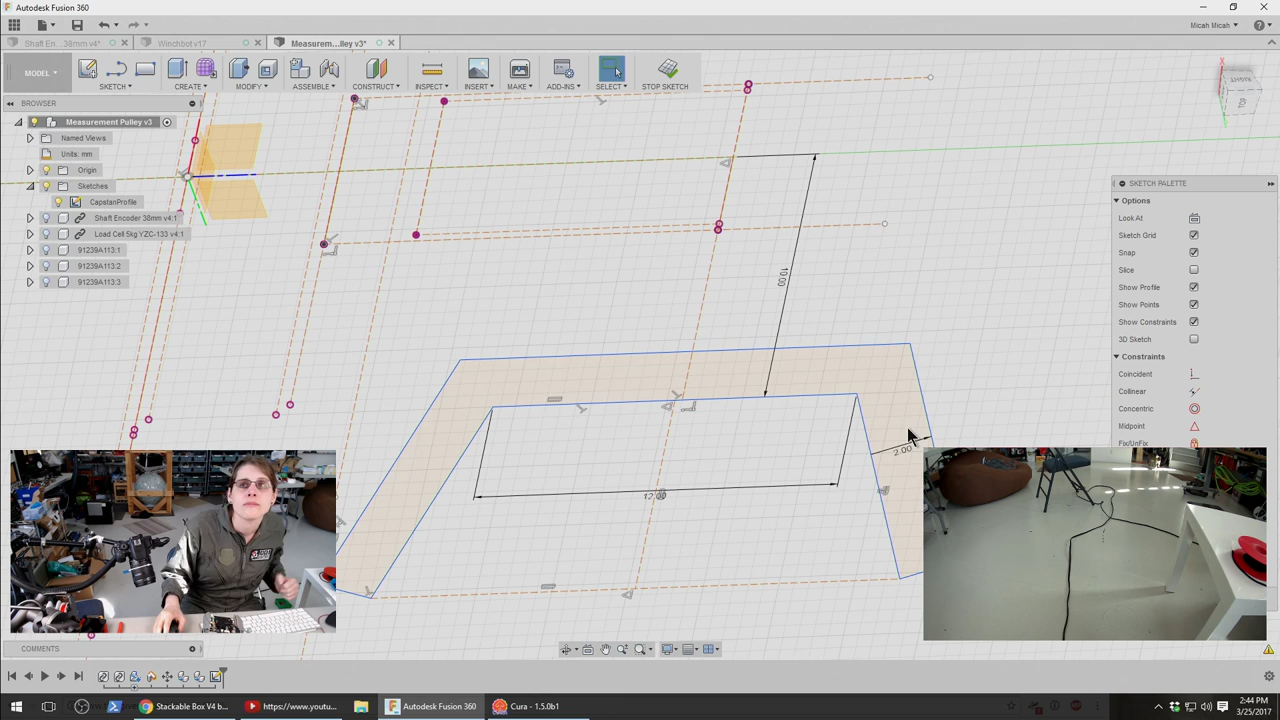 Autodesk Fusion 360
Micah Micah
Shaft En...38mm v4*
Winchbot v17
Measurem...lley v3*
MODEL
SKETCH
CREATE
MODIFY
ASSEMBLE
CONSTRUCT
INSPECT
INSERT
MAKE
ADD-INS
SELECT
STOP SKETCH
BROWSER
Measurement Pulley v3
Named Views
Units: mm
Origin
Sketches
CapstanProfile
Shaft Encoder 38mm v4:1
Load Cell 5kg YZC-133 v4:1
91239A113:1
91239A113:2
91239A113:3
10.00
2.00
12.00
X
SKETCH PALETTE
Options
Look At
Sketch Grid
Snap
Slice
Show Profile
Show Points
Show Constraints
3D Sketch
Constraints
Coincident
Collinear
Concentric
Midpoint
Fix/UnFix
COMMENTS
Stackable Box V4 b...
https://www.youtu...
Autodesk Fusion 360
Cura - 1.5.0b1
2:44 PM
3/25/2017